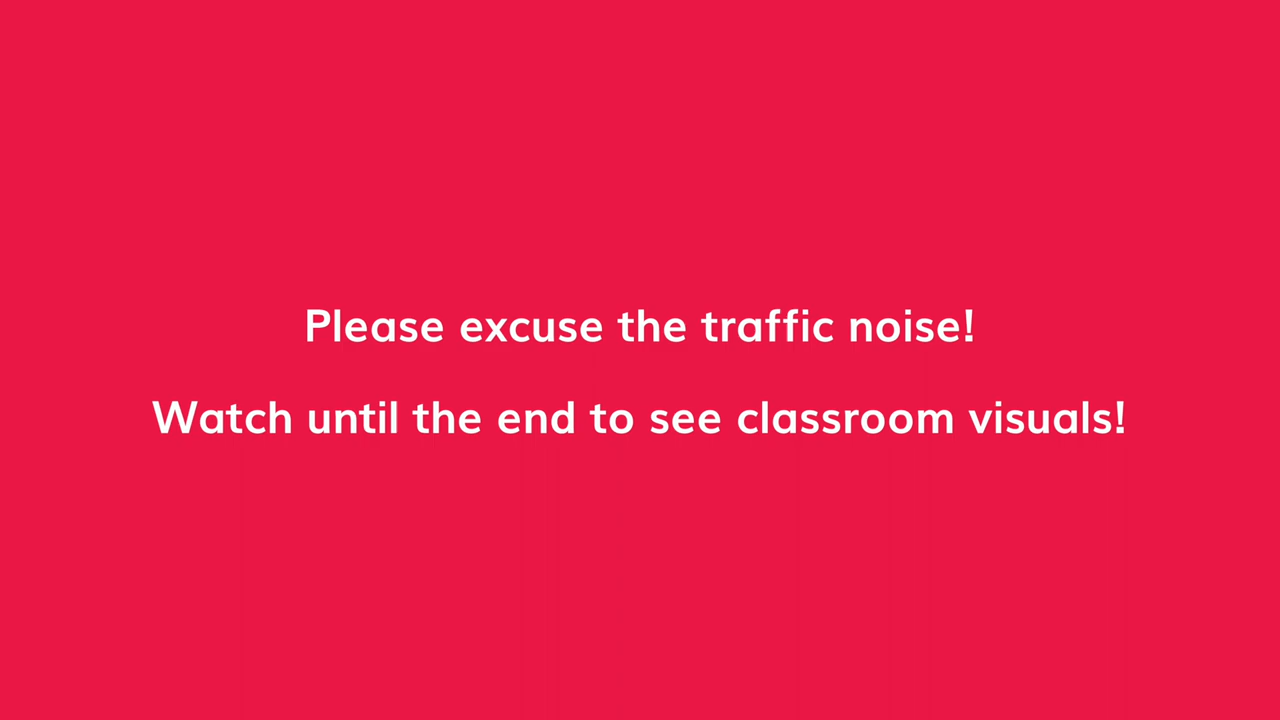 Please excuse the traffic noise!
Watch until the end to see classroom visuals!